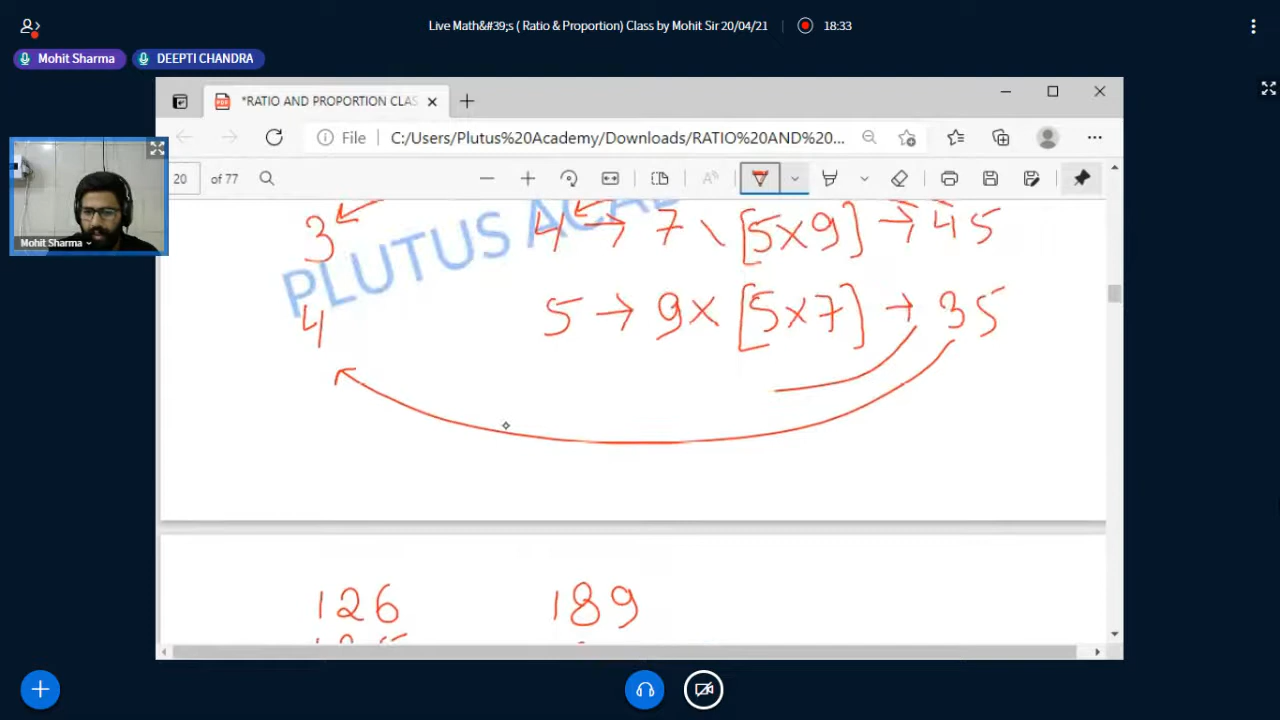 Live Math&#39;s ( Ratio & Proportion) Class by Mohit Sir 20/04/21
18:33
Mohit Sharma
DEEPTI CHANDRA
*RATIO AND PROPORTION CLAS
File
C:/Users/Plutus%20Academy/Downloads/RATIO%20AND%20...
20 of 77
Mohit Sharma
PLUTUS ACAD
3
4 → 7 \ [5×9] → 45
4
5 → 9× [5×7] → 35
126 189